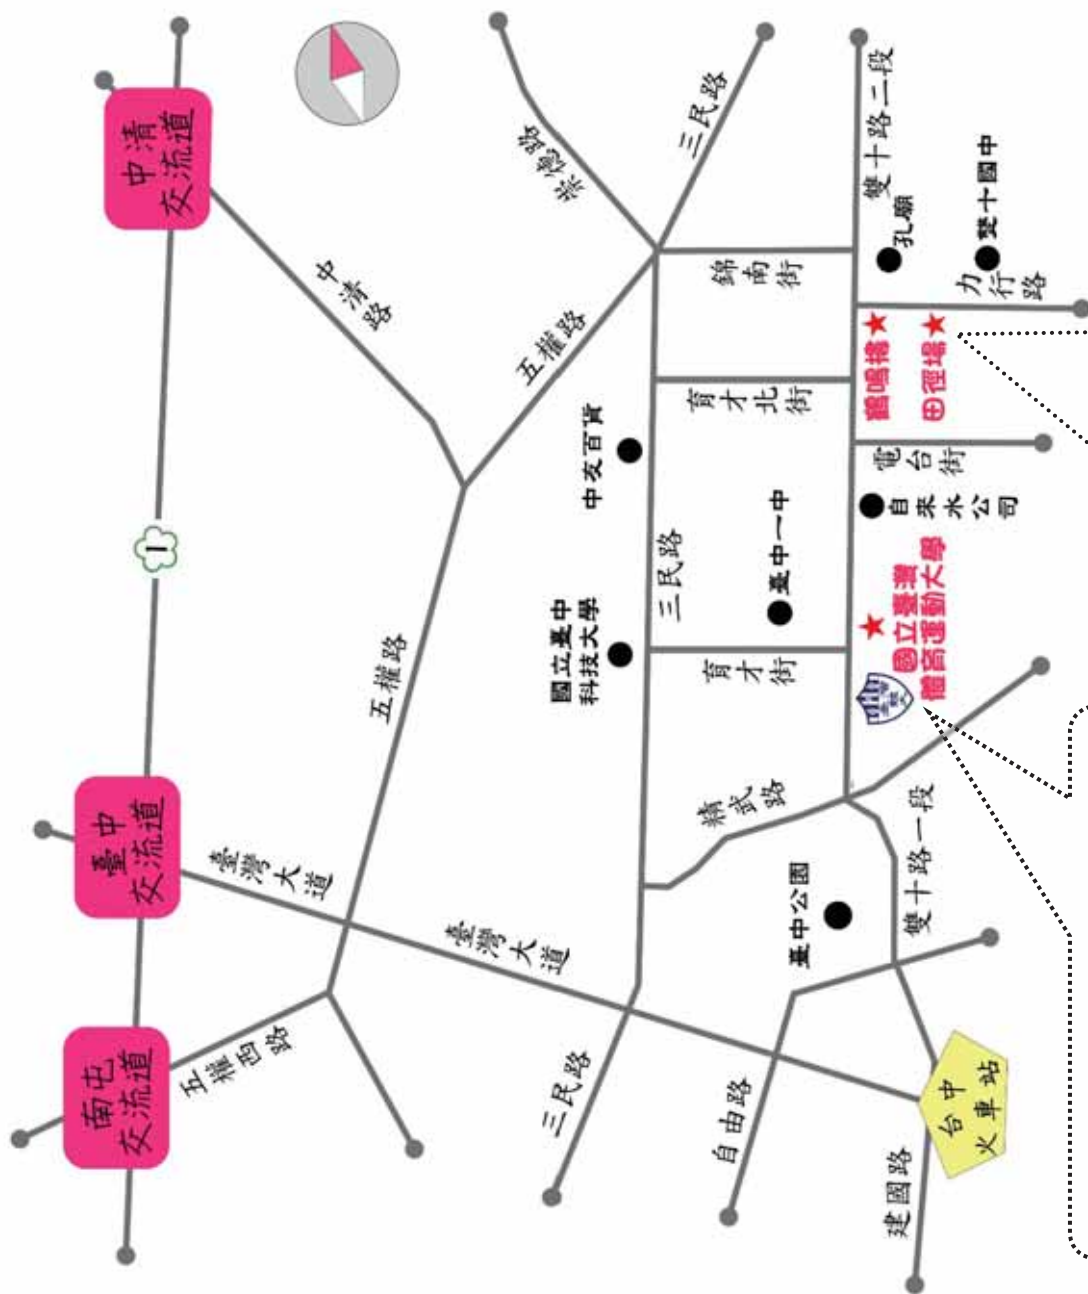 南屯
交流道
臺中
交流道
1
中清
交流道
五權西路
臺灣大道
中清路
五權路
臺灣大道
五權路
崇德路
國立臺中
科技大學
中友百貨
三民路
三民路
三民路
精武路
育才街
育才北街
錦南街
臺中一中
自由路
臺中公園
建國路
雙十路一段
雙十路二段
台中
火車站
國立臺灣
體育運動大學
自來水公司
電台街
鶴鳴樓
田徑場
孔廟
力行路
雙十國中